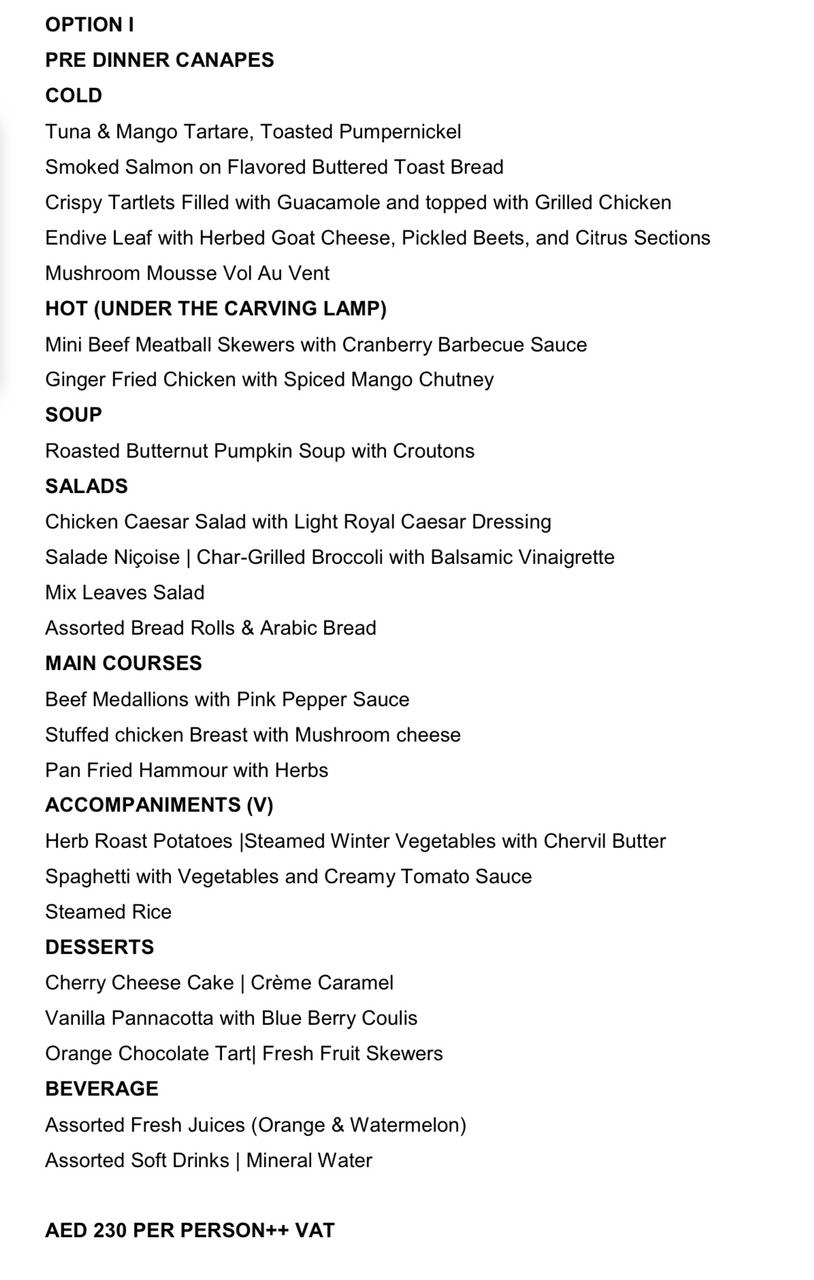 OPTION I
PRE DINNER CANAPES
COLD
Tuna & Mango Tartare, Toasted Pumpernickel
Smoked Salmon on Flavored Buttered Toast Bread
Crispy Tartlets Filled with Guacamole and topped with Grilled Chicken
Endive Leaf with Herbed Goat Cheese, Pickled Beets, and Citrus Sections
Mushroom Mousse Vol Au Vent
HOT (UNDER THE CARVING LAMP)
Mini Beef Meatball Skewers with Cranberry Barbecue Sauce
Ginger Fried Chicken with Spiced Mango Chutney
SOUP
Roasted Butternut Pumpkin Soup with Croutons
SALADS
Chicken Caesar Salad with Light Royal Caesar Dressing
Salade Niçoise | Char-Grilled Broccoli with Balsamic Vinaigrette
Mix Leaves Salad
Assorted Bread Rolls & Arabic Bread
MAIN COURSES
Beef Medallions with Pink Pepper Sauce
Stuffed chicken Breast with Mushroom cheese
Pan Fried Hammour with Herbs
ACCOMPANIMENTS (V)
Herb Roast Potatoes |Steamed Winter Vegetables with Chervil Butter
Spaghetti with Vegetables and Creamy Tomato Sauce
Steamed Rice
DESSERTS
Cherry Cheese Cake | Crème Caramel
Vanilla Pannacotta with Blue Berry Coulis
Orange Chocolate Tart| Fresh Fruit Skewers
BEVERAGE
Assorted Fresh Juices (Orange & Watermelon)
Assorted Soft Drinks | Mineral Water
AED 230 PER PERSON++ VAT